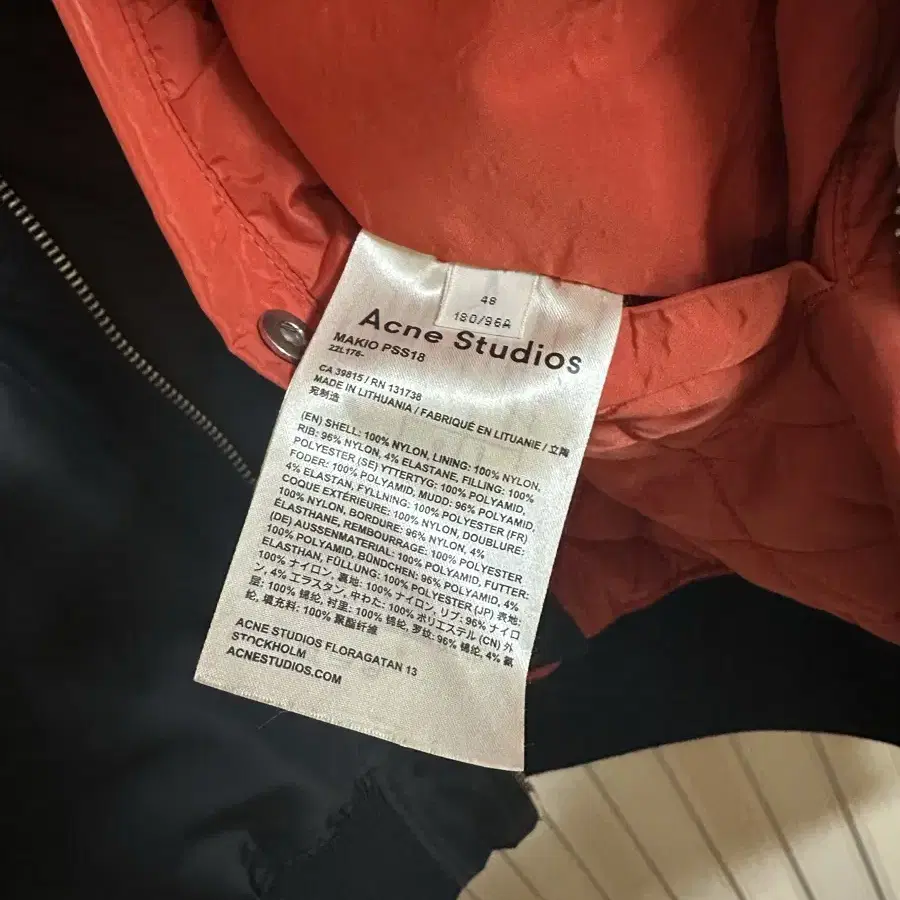 48
180/96A
Acne Studios
MAKIO PSS18
22L176-
CA 39815 / RN 131738
MADE IN LITHUANIA / FABRIQUÉ EN LITUANIE / 立陶
宛制造
(EN) SHELL: 100% NYLON, LINING: 100% NYLON,
RIB: 96% NYLON, 4% ELASTANE, FILLING: 100%
POLYESTER (SE) YTTERTYG: 100% POLYAMID,
FODER: 100% POLYAMID, MUDD: 96% POLYAMID,
4% ELASTAN, FYLLNING: 100% POLYESTER (FR)
COQUE EXTÉRIEURE: 100% NYLON, DOUBLURE:
100% NYLON, BORDURE: 96% NYLON, 4%
ÉLASTHANE, REMBOURRAGE: 100% POLYESTER
(DE) AUSSENMATERIAL: 100% POLYAMID, FUTTER:
100% POLYAMID, BÜNDCHEN: 96% POLYAMID, 4%
ELASTHAN, FÜLLUNG: 100% POLYESTER (JP) 表地:
100% ナイロン, 裏地: 100% ナイロン, リブ: 96% ナイロ
ン, 4% エラスタン, 中わた: 100% ポリエステル (CN) 外
层: 100% 锦纶, 衬里: 100% 锦纶, 罗纹: 96% 锦纶, 4% 氨
纶, 填充料: 100% 聚酯纤维
ACNE STUDIOS FLORAGATAN 13
STOCKHOLM
ACNESTUDIOS.COM